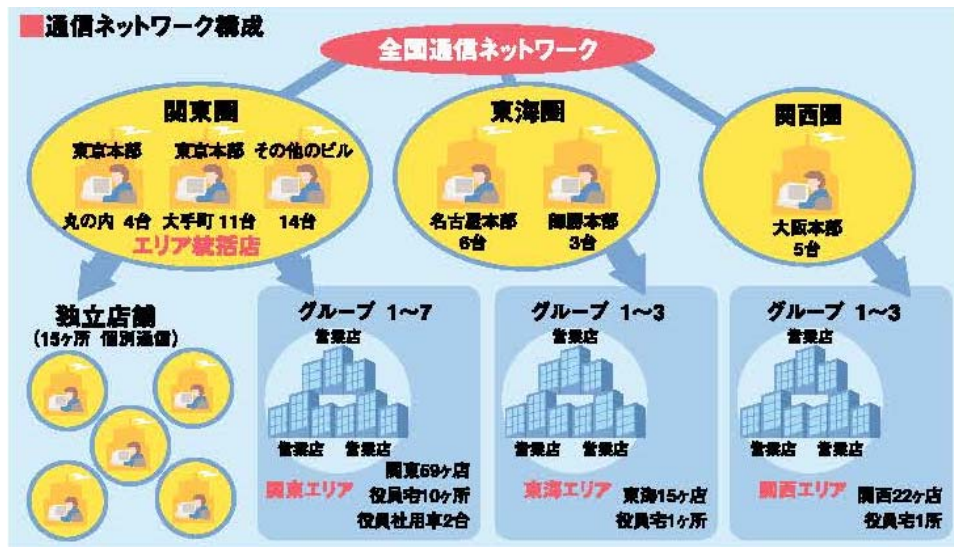 ■通信ネットワーク構成
全国通信ネットワーク
関東圏
東京本部 東京本部 その他のビル
丸の内 4台 大手町 11台 14台
エリア統括店
東海圏
名古屋本部 師勝本部
6台 3台
関西圏
大阪本部
5台
独立店舗
(15ヶ所 個別通信)
グループ 1～7
営業店
営業店 営業店
関東エリア
関東59ヶ店
役員宅10ヶ所
役員社用車2台
グループ 1～3
営業店
営業店 営業店
東海エリア
東海15ヶ店
役員宅1ヶ所
グループ 1～3
営業店
営業店 営業店
関西エリア
関西22ヶ店
役員宅1所